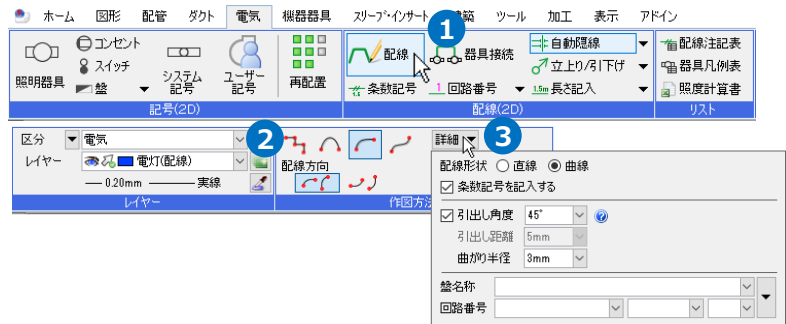 ホーム 図形 配管 ダクト 電気 機器器具 スリーブ・インサート 建築 ツール 加工 表示 アドイン
1
照明器具
コンセント
スイッチ
盤
システム記号
ユーザー記号
再配置
記号(2D)
配線 器具接続 自動隠線
立上り/引下げ
条数記号 1 回路番号 1.5m 長さ記入
配線(2D)
配線注記表
器具凡例表
照度計算書
リスト
区分 電気
レイヤー 電灯(配線)
0.20mm 実線
レイヤー
2
配線方向
作図方法
詳細
3
配線形状 直線 曲線
条数記号を記入する
引出し角度 45°
引出し距離 5mm
曲がり半径 3mm
盤名称
回路番号